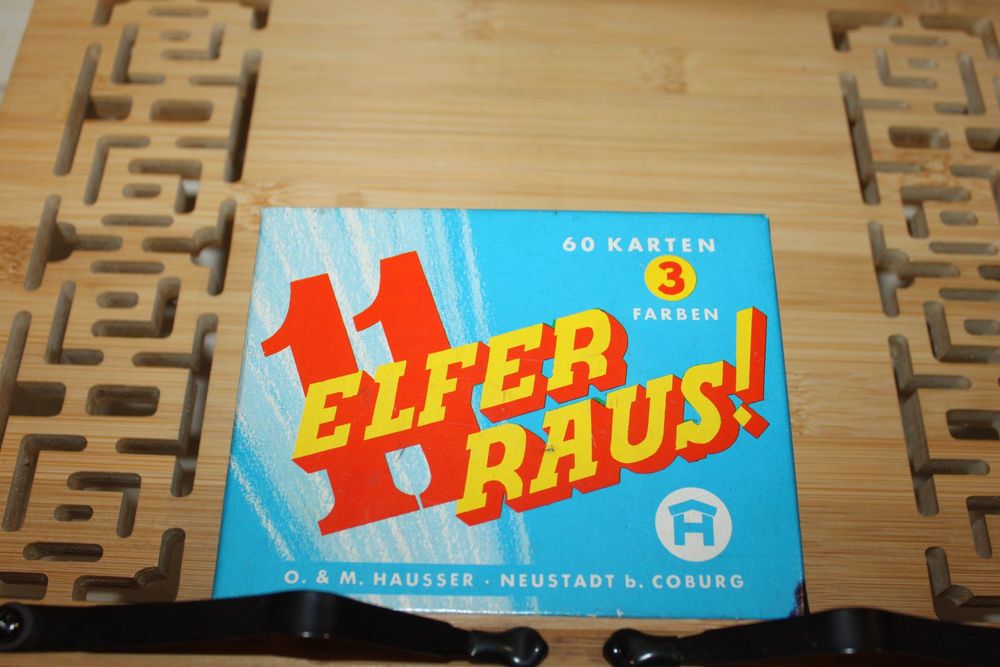 60 KARTEN
3
FARBEN
11
ELFER
RAUS!
H
O. & M. HAUSSER · NEUSTADT b. COBURG